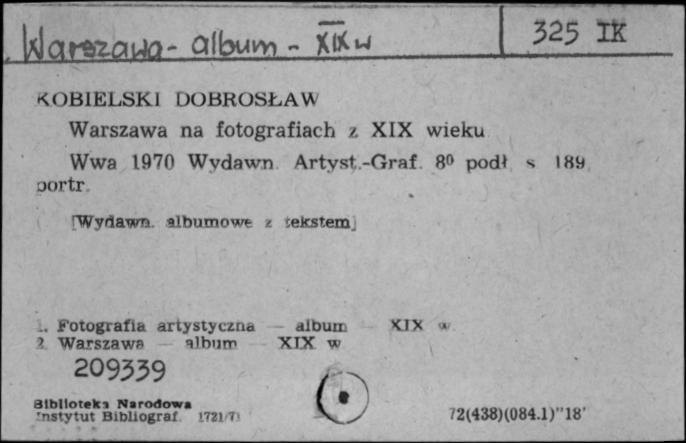 Warszawa - album - XIX w
325 IK
KOBIELSKI DOBROSŁAW
Warszawa na fotografiach z XIX wieku
Wwa 1970 Wydawn. Artyst.-Graf. 8⁰ podł s 189
portr.
[Wydawn. albumowe z tekstem]
1. Fotografia artystyczna — album — XIX w
2 Warszawa — album — XIX w
209339
Biblioteka Narodowa
Instytut Bibliograf. 1721/71
72(438)(084.1)"18'